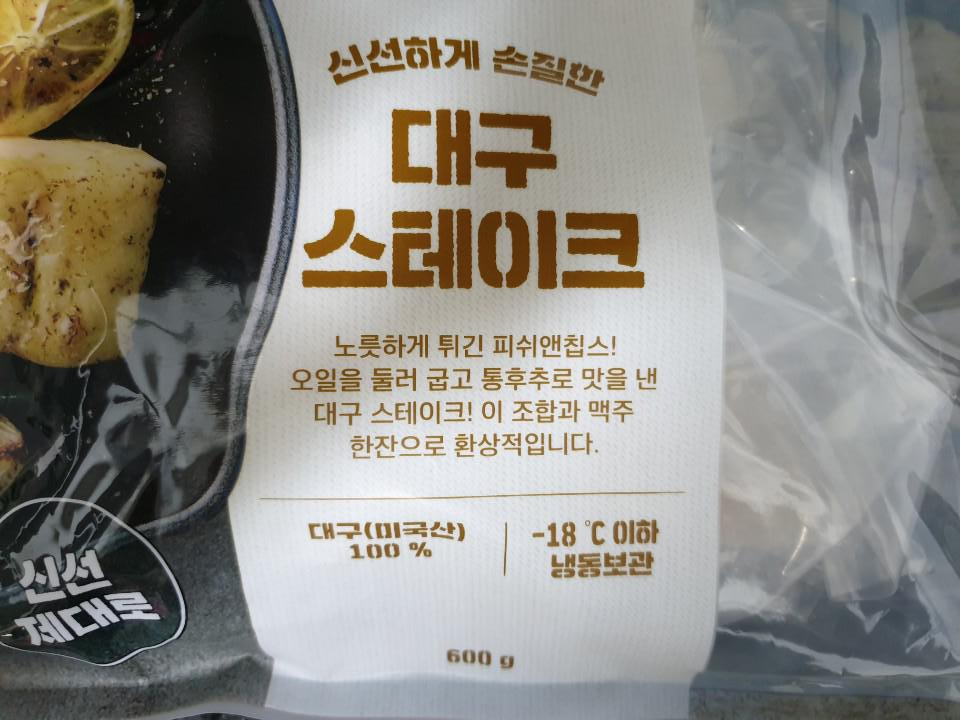 신선하게 손질한
대구
스테이크
노릇하게 튀긴 피쉬앤칩스!
오일을 둘러 굽고 통후추로 맛을 낸
대구 스테이크! 이 조합과 맥주
한잔으로 환상적입니다.
대구(미국산)
100 %
-18 ℃ 이하
냉동보관
신선
제대로
600 g